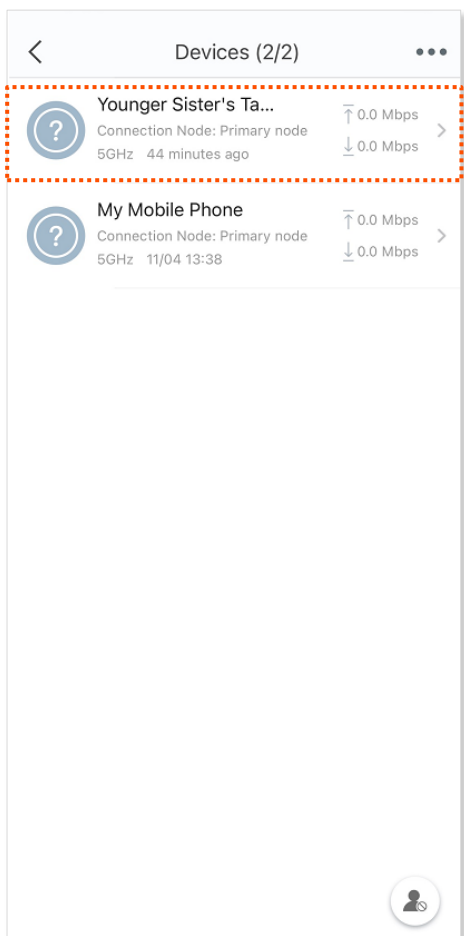 Devices (2/2)
Younger Sister's Ta...
Connection Node: Primary node
5GHz 44 minutes ago
0.0 Mbps
0.0 Mbps
My Mobile Phone
Connection Node: Primary node
5GHz 11/04 13:38
0.0 Mbps
0.0 Mbps